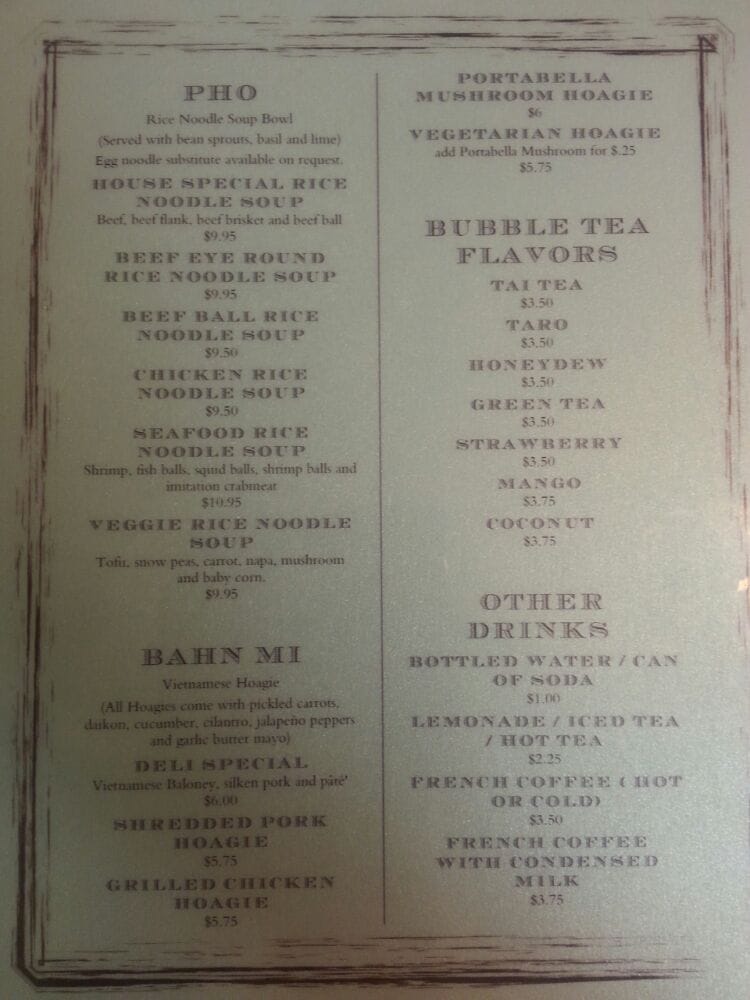 PHO
Rice Noodle Soup Bowl
(Served with bean sprouts, basil and lime)
Egg noodle substitute available on request.
HOUSE SPECIAL RICE
NOODLE SOUP
Beef, beef flank, beef brisket and beef ball
$9.95
BEEF EYE ROUND
RICE NOODLE SOUP
$9.95
BEEF BALL RICE
NOODLE SOUP
$9.50
CHICKEN RICE
NOODLE SOUP
$9.50
SEAFOOD RICE
NOODLE SOUP
Shrimp, fish balls, squid balls, shrimp balls and
imitation crabmeat
$10.95
VEGGIE RICE NOODLE
SOUP
Tofu, snow peas, carrot, napa, mushroom
and baby corn.
$9.95
BAHN MI
Vietnamese Hoagie
(All Hoagies come with pickled carrots,
daikon, cucumber, cilantro, jalapeño peppers
and garlic butter mayo)
DELI SPECIAL
Vietnamese Baloney, silken pork and pâté'
$6.00
SHREDDED PORK
HOAGIE
$5.75
GRILLED CHICKEN
HOAGIE
$5.75
PORTABELLA
MUSHROOM HOAGIE
$6
VEGETARIAN HOAGIE
add Portabella Mushroom for $.25
$5.75
BUBBLE TEA
FLAVORS
TAI TEA
$3.50
TARO
$3.50
HONEYDEW
$3.50
GREEN TEA
$3.50
STRAWBERRY
$3.50
MANGO
$3.75
COCONUT
$3.75
OTHER
DRINKS
BOTTLED WATER / CAN
OF SODA
$1.00
LEMONADE / ICED TEA
/ HOT TEA
$2.25
FRENCH COFFEE ( HOT
OR COLD)
$3.50
FRENCH COFFEE
WITH CONDENSED
MILK
$3.75